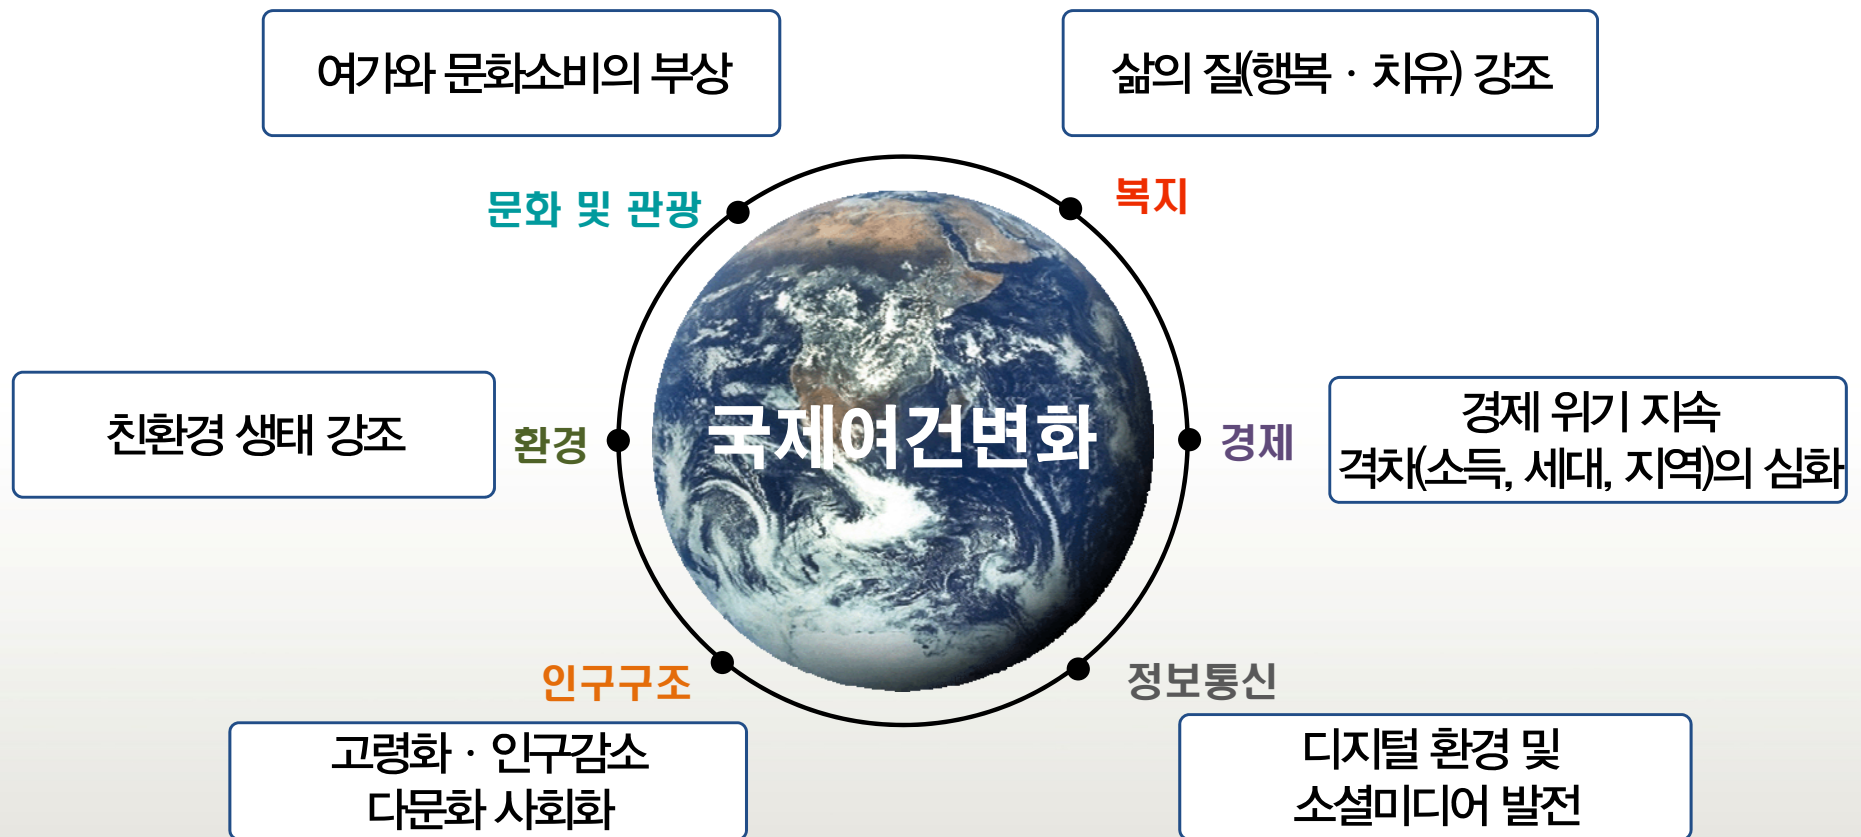 여가와 문화소비의 부상
삶의 질(행복 · 치유) 강조
문화 및 관광
복지
친환경 생태 강조
환경
국제여건변화
경제
경제 위기 지속
격차(소득, 세대, 지역)의 심화
인구구조
정보통신
고령화 · 인구감소
다문화 사회화
디지털 환경 및
소셜미디어 발전